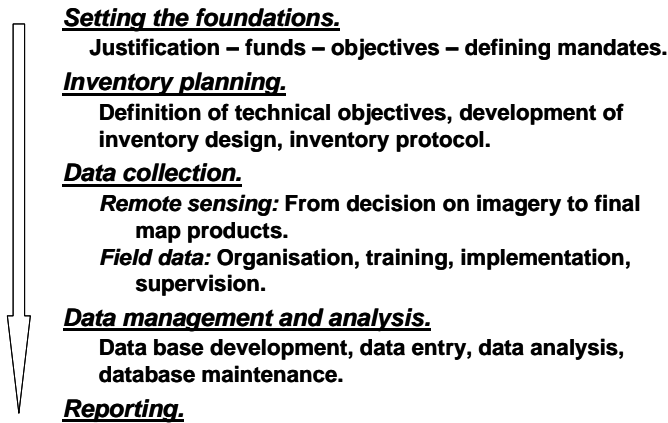 Setting the foundations.
Justification – funds – objectives – defining mandates.
Inventory planning.
Definition of technical objectives, development of
inventory design, inventory protocol.
Data collection.
Remote sensing: From decision on imagery to final
map products.
Field data: Organisation, training, implementation,
supervision.
Data management and analysis.
Data base development, data entry, data analysis,
database maintenance.
Reporting.